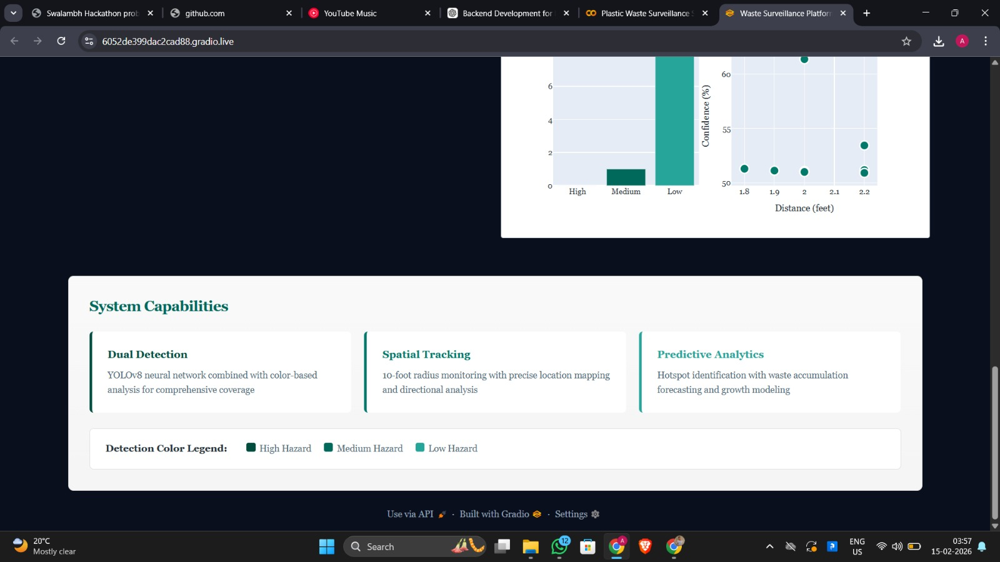 Swalambh Hackathon prob
github.com
YouTube Music
Backend Development for
Plastic Waste Surveillance S
Waste Surveillance Platfor
6052de399dac2cad88.gradio.live
A
6
4
2
0
High
Medium
Low
Confidence (%)
60
55
50
1.8
1.9
2
2.1
2.2
Distance (feet)
System Capabilities
Dual Detection
YOLOv8 neural network combined with color-based
analysis for comprehensive coverage
Spatial Tracking
10-foot radius monitoring with precise location mapping
and directional analysis
Predictive Analytics
Hotspot identification with waste accumulation
forecasting and growth modeling
Detection Color Legend: High Hazard Medium Hazard Low Hazard
Use via API · Built with Gradio · Settings
20°C
Mostly clear
Search
12
A
ENG
US
03:57
15-02-2026